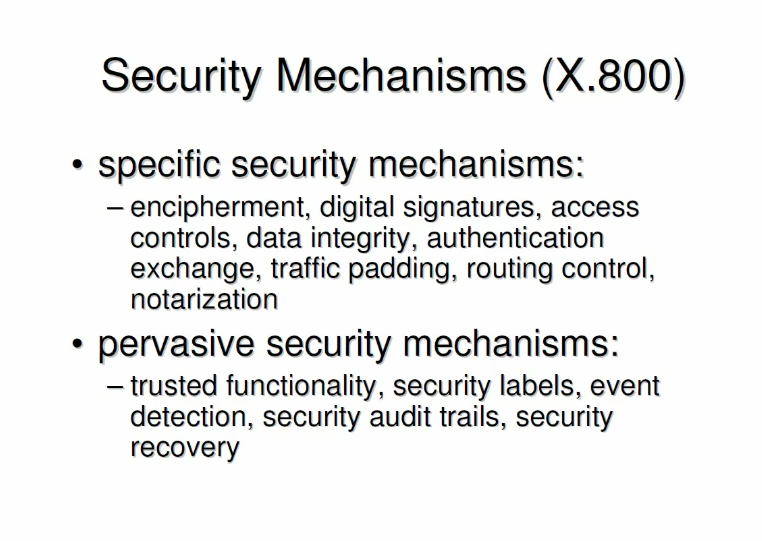 Security Mechanisms (X.800)
• specific security mechanisms:
– encipherment, digital signatures, access
controls, data integrity, authentication
exchange, traffic padding, routing control,
notarization
• pervasive security mechanisms:
– trusted functionality, security labels, event
detection, security audit trails, security
recovery